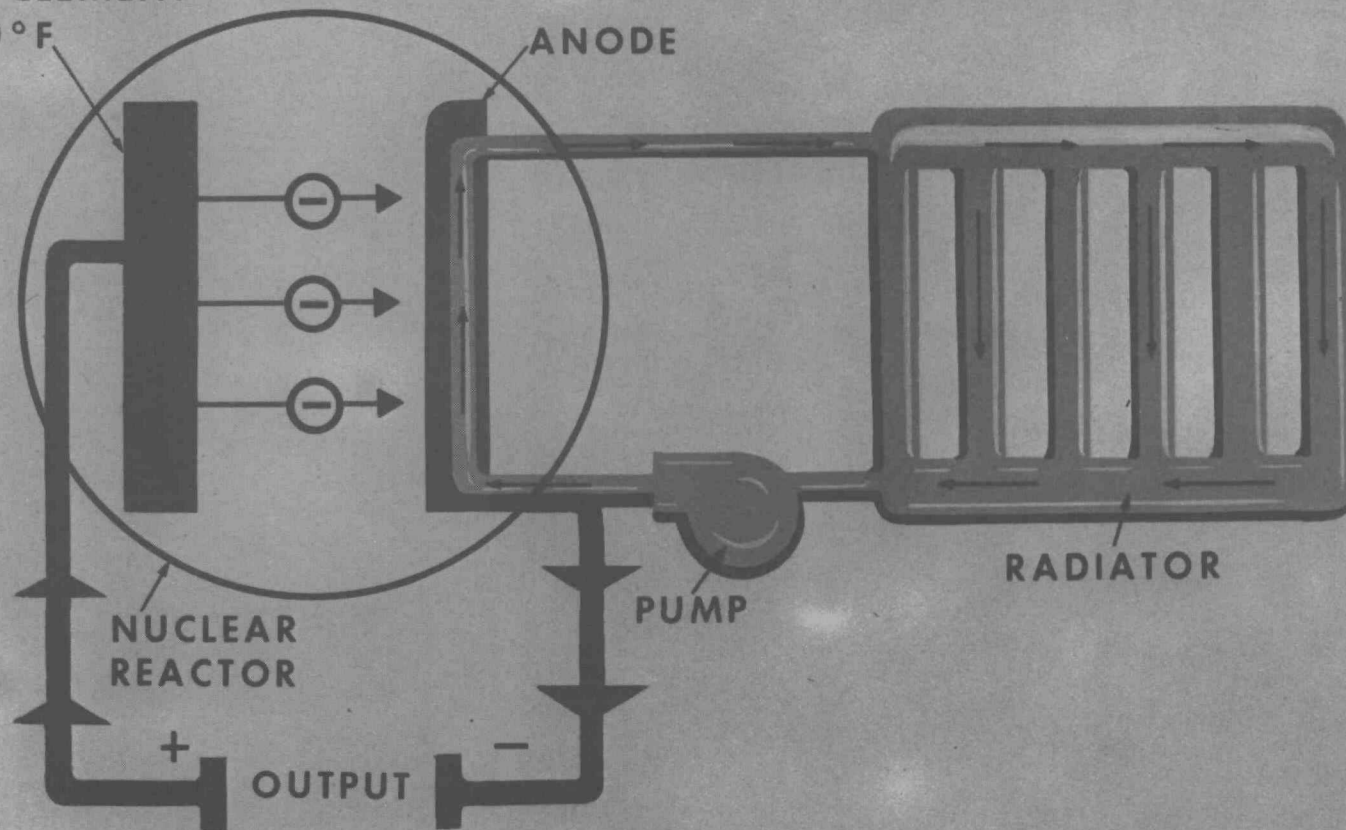 °F
ANODE
RADIATOR
PUMP
NUCLEAR
REACTOR
+ OUTPUT −